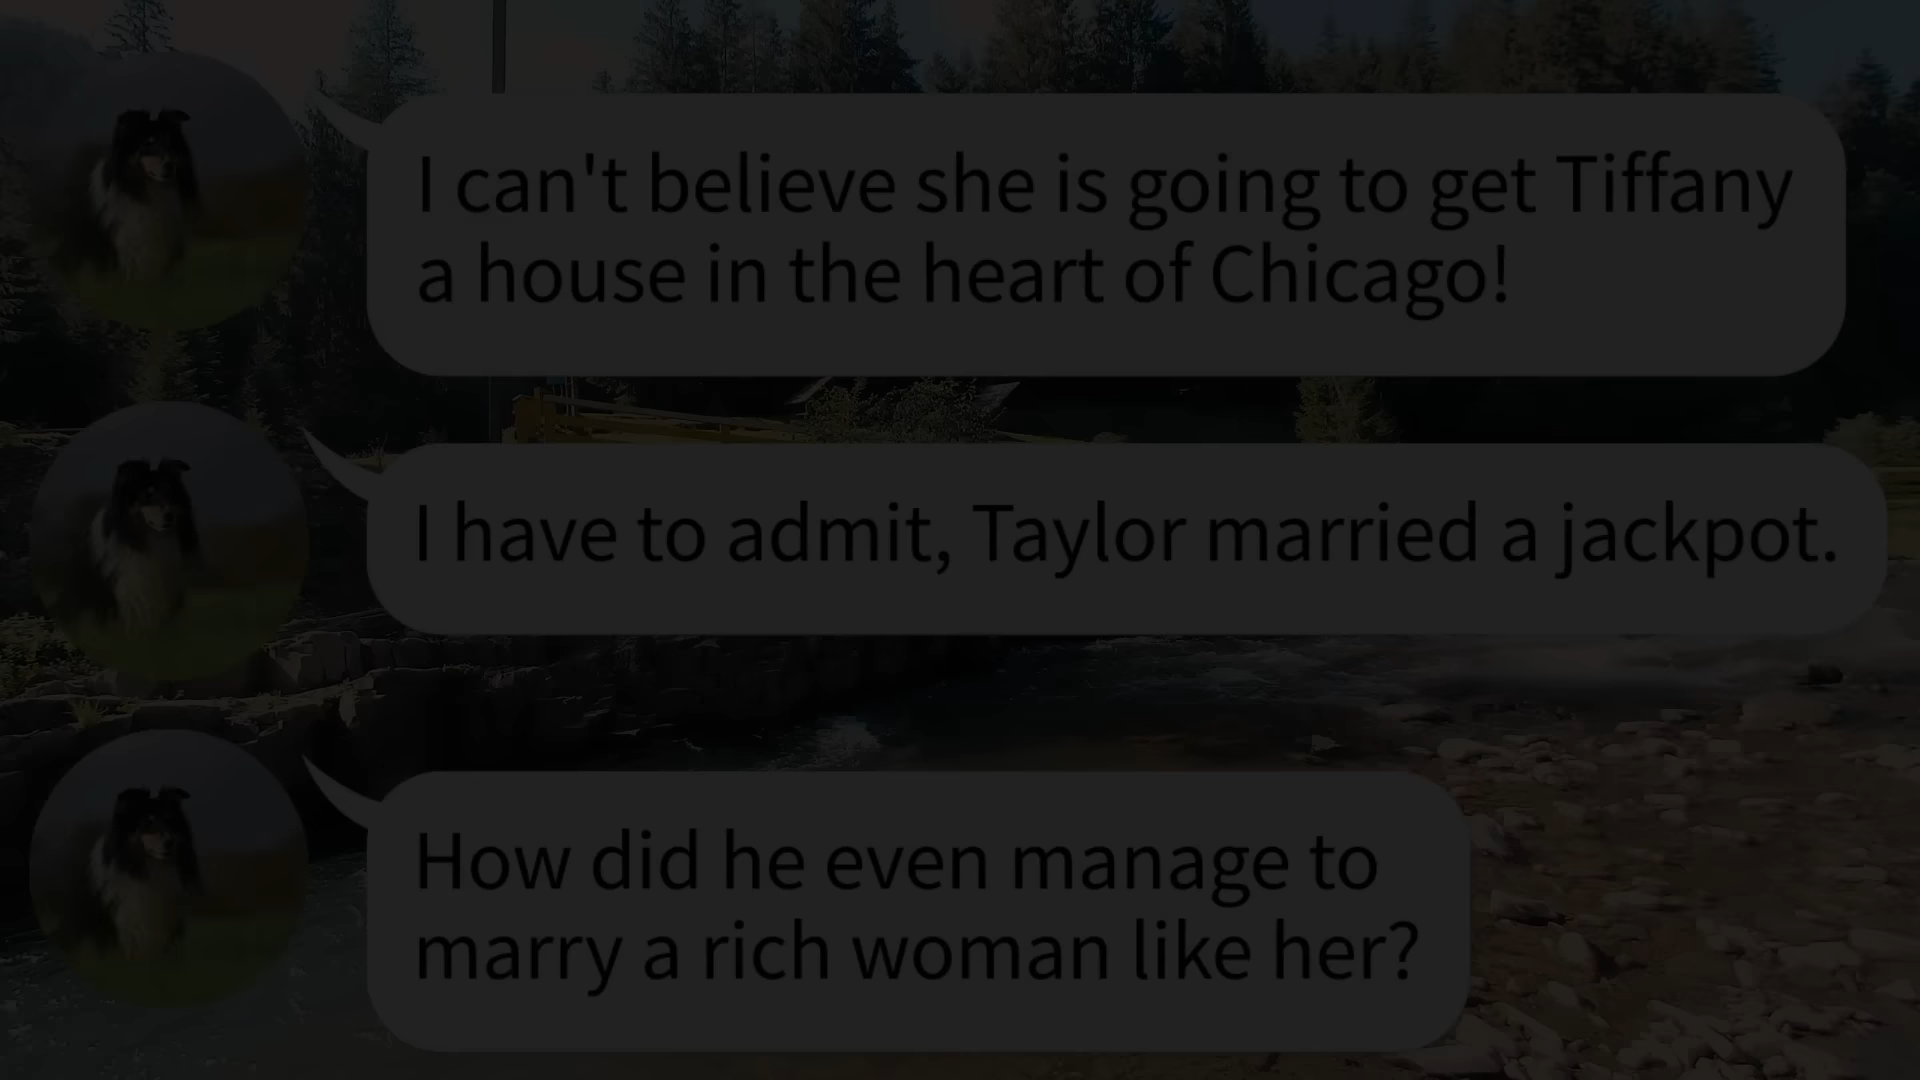 I can't believe she is going to get Tiffany
a house in the heart of Chicago!
I have to admit, Taylor married a jackpot.
How did he even manage to
marry a rich woman like her?